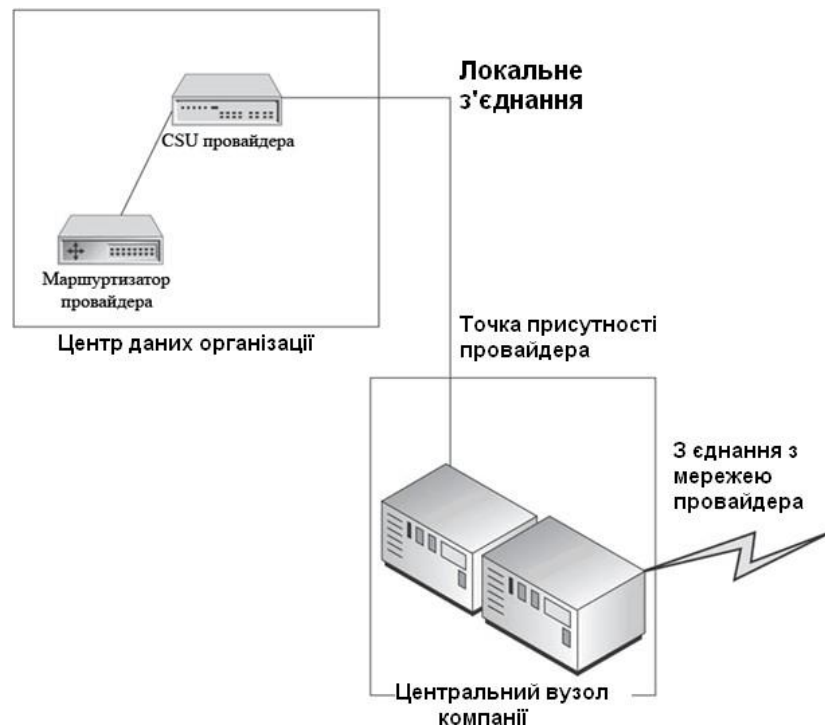 Локальне
з'єднання
CSU провайдера
Маршуртизатор
провайдера
Центр даних організації
Точка присутності
провайдера
З єднання з
мережею
провайдера
Центральний вузол
компанії